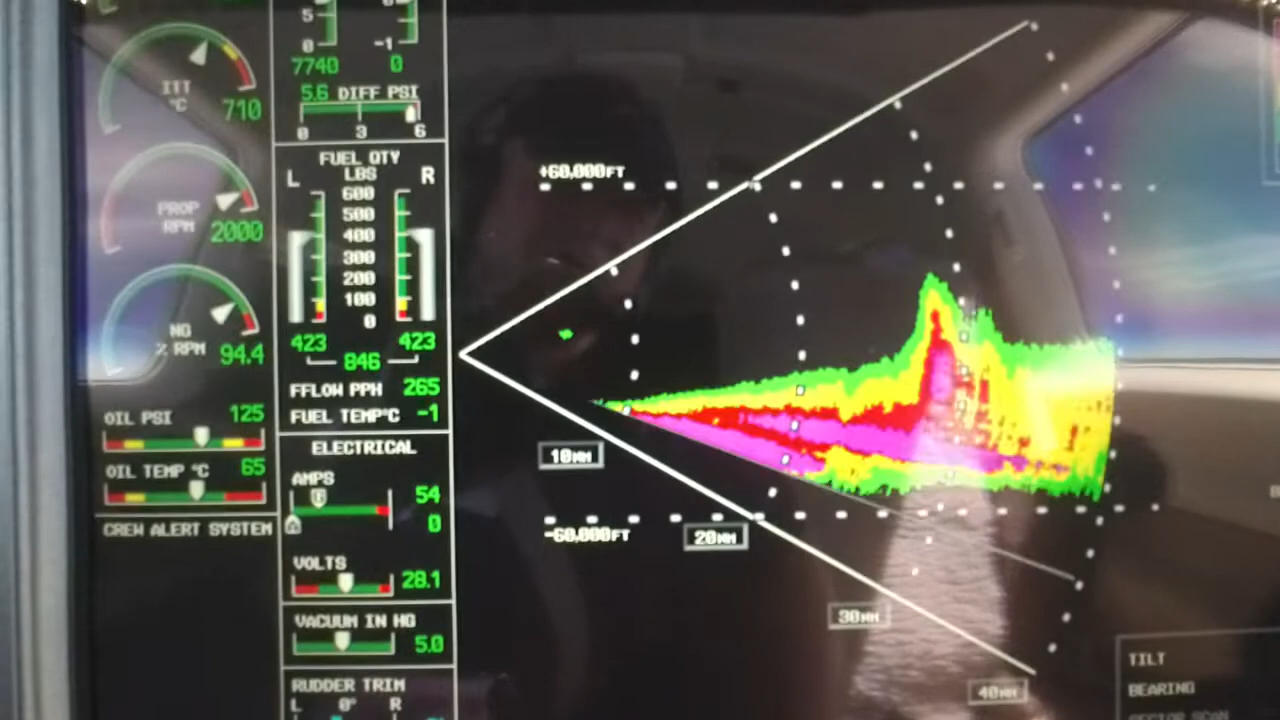 ITT
°C
710
PROP
RPM
2000
NG
% RPM
94.4
OIL PSI 125
OIL TEMP °C 65
CREW ALERT SYSTEM
5
0
0 -1
7740 0
5.6 DIFF PSI
0 3 6
FUEL QTY
L LBS R
600
500
400
300
200
100
0
423 423
846
FFLOW PPH 265
FUEL TEMP°C -1
ELECTRICAL
AMPS
54
0
VOLTS
28.1
VACUUM IN HG
5.0
RUDDER TRIM
L 0° R
+60,000FT
10NM
-60,000FT
20NM
30NM
40NM
TILT
BEARING